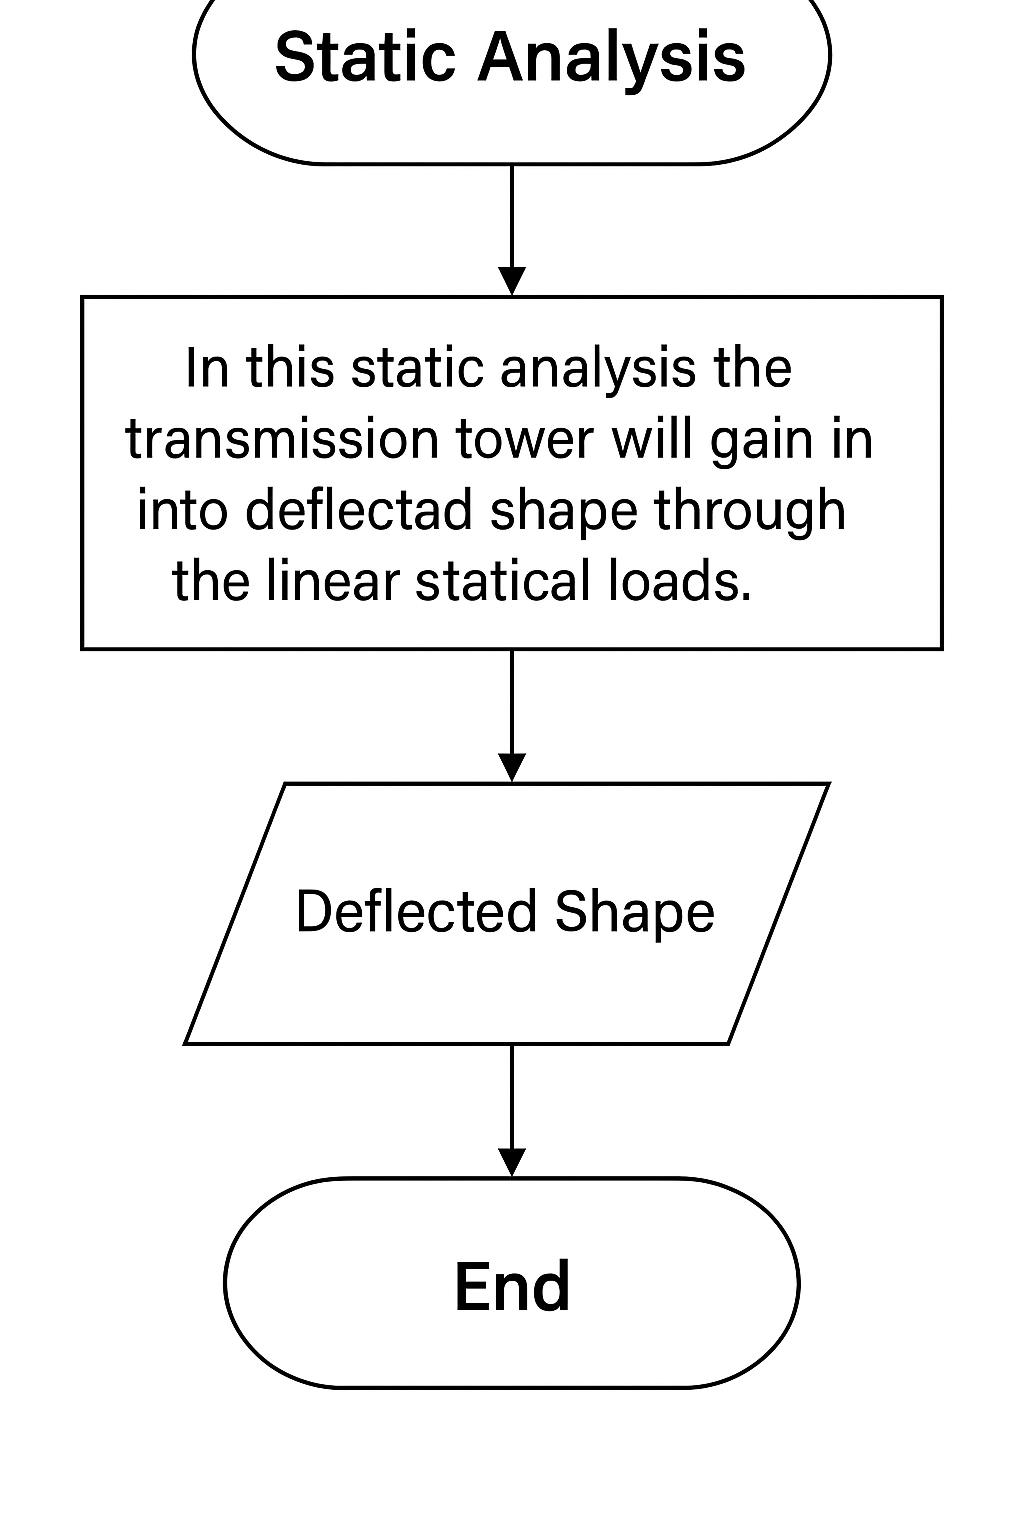 Static Analysis
In this static analysis the
transmission tower will gain in
into deflectad shape through
the linear statical loads.
Deflected Shape
End